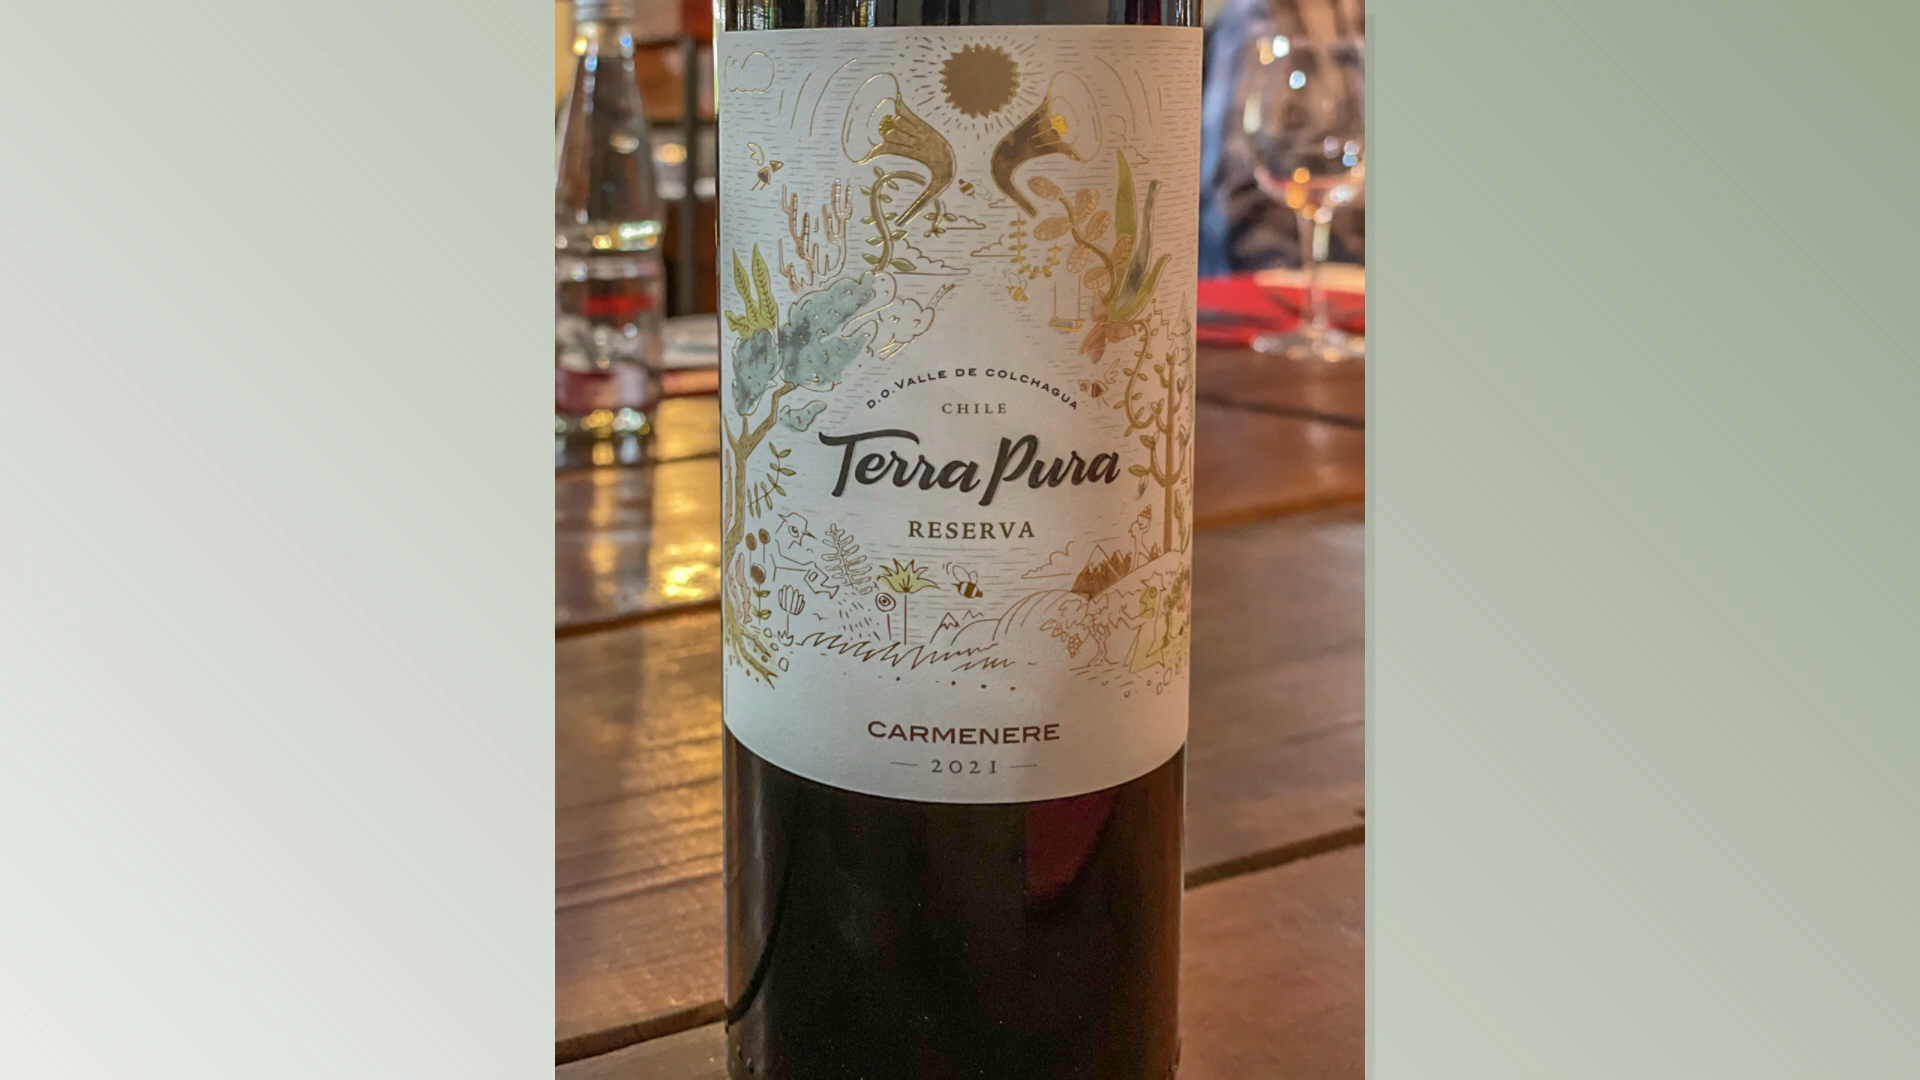 D.O. VALLE DE COLCHAGUA
CHILE
Terra Pura
RESERVA
CARMENERE
— 2021 —